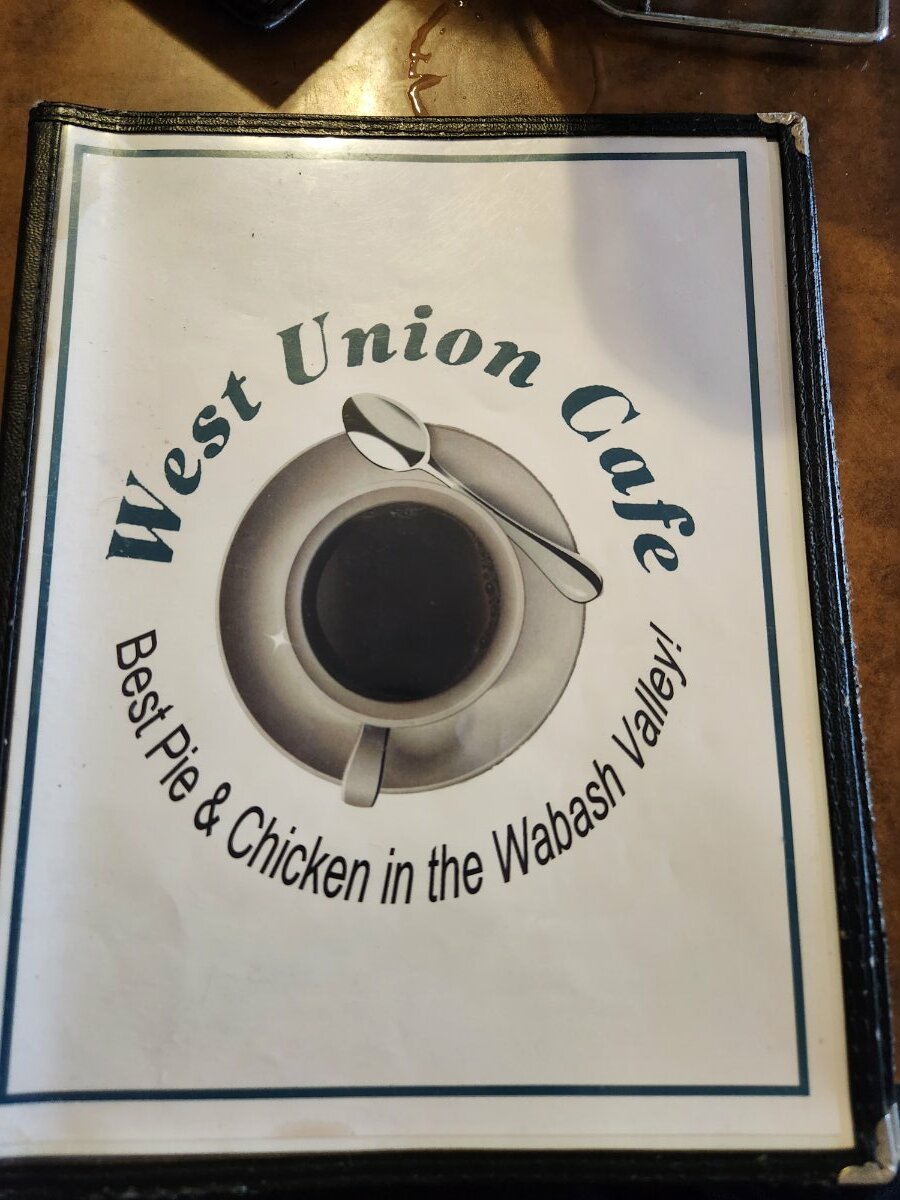 West Union Cafe
Best Pie & Chicken in the Wabash Valley!